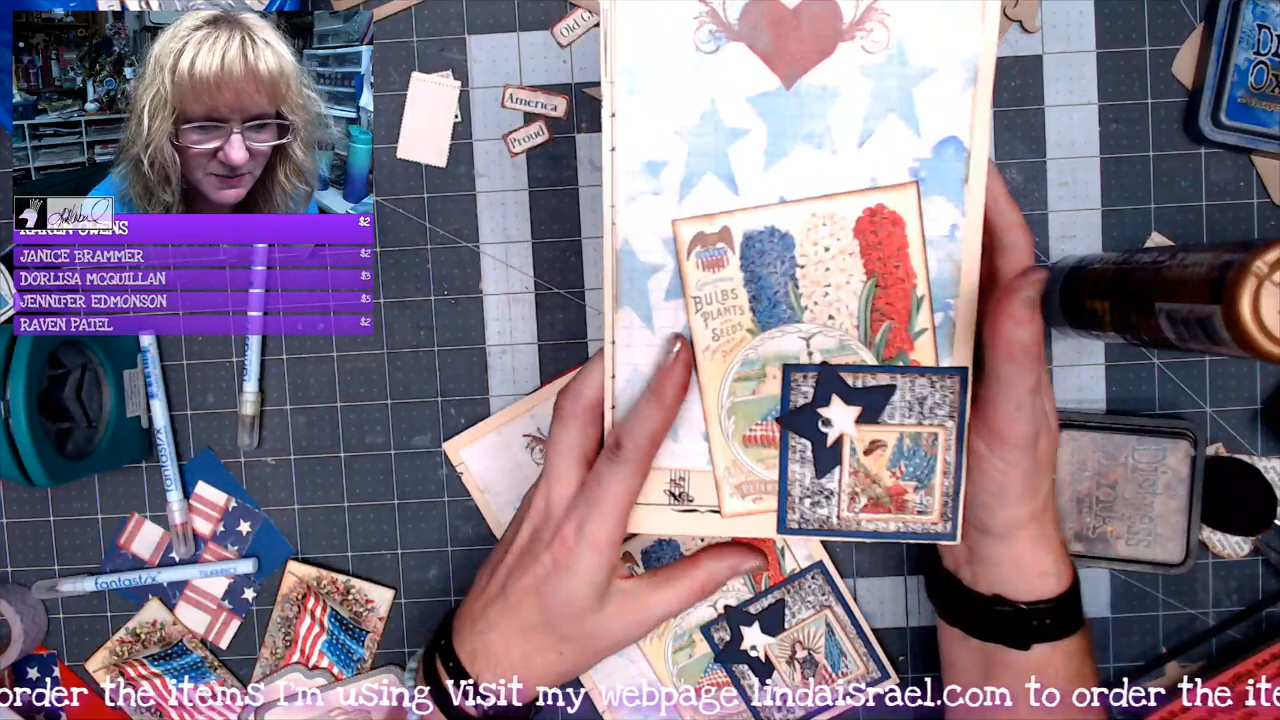 KAREN OWENS $2
JANICE BRAMMER $2
DORLISA MCQUILLAN $3
JENNIFER EDMONSON $5
RAVEN PATEL $2
America
Proud
Old
BULBS
PLANTS
SEEDS
fantastix
fantastix TSUKINEKO
Distress
order the items I'm using Visit my webpage lindaisrael.com to order the ite